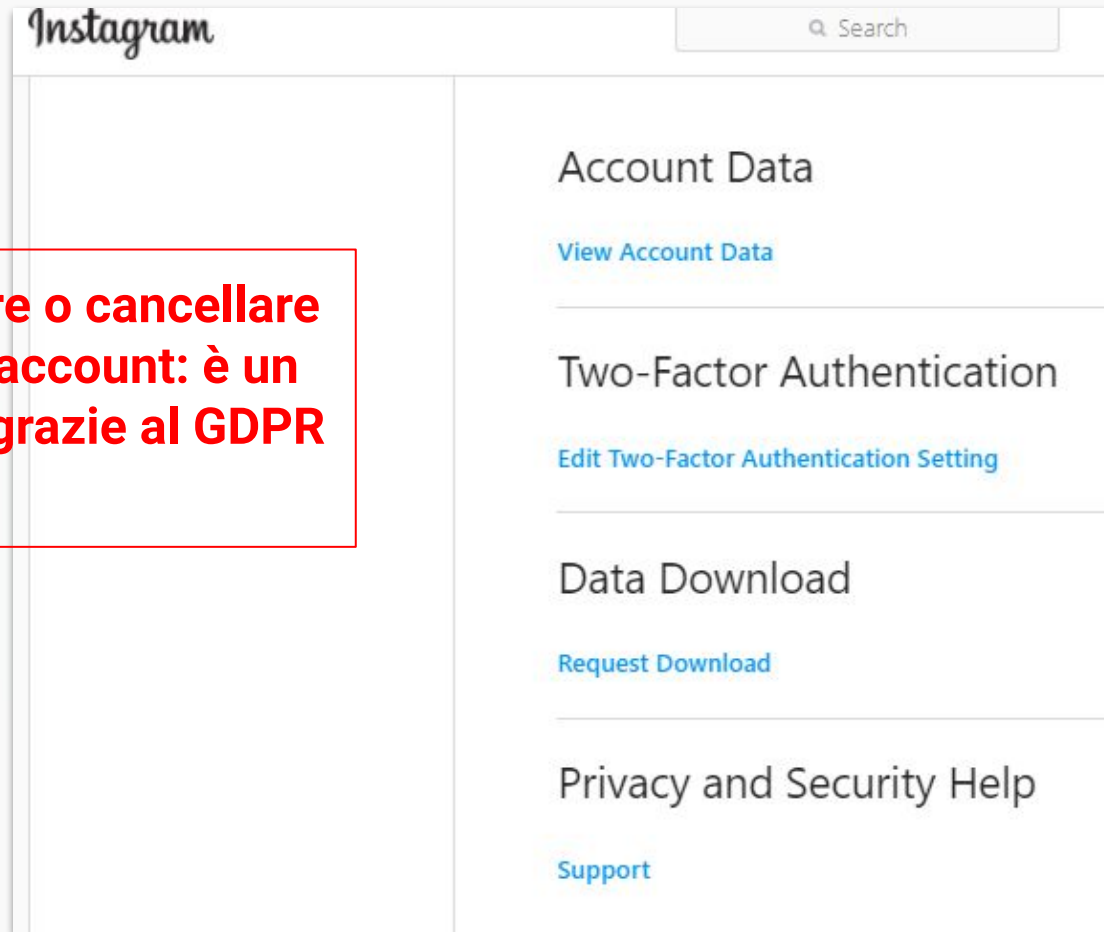 Instagram
Search
Account Data
View Account Data
o cancellare
account: è un
grazie al GDPR
Two-Factor Authentication
Edit Two-Factor Authentication Setting
Data Download
Request Download
Privacy and Security Help
Support